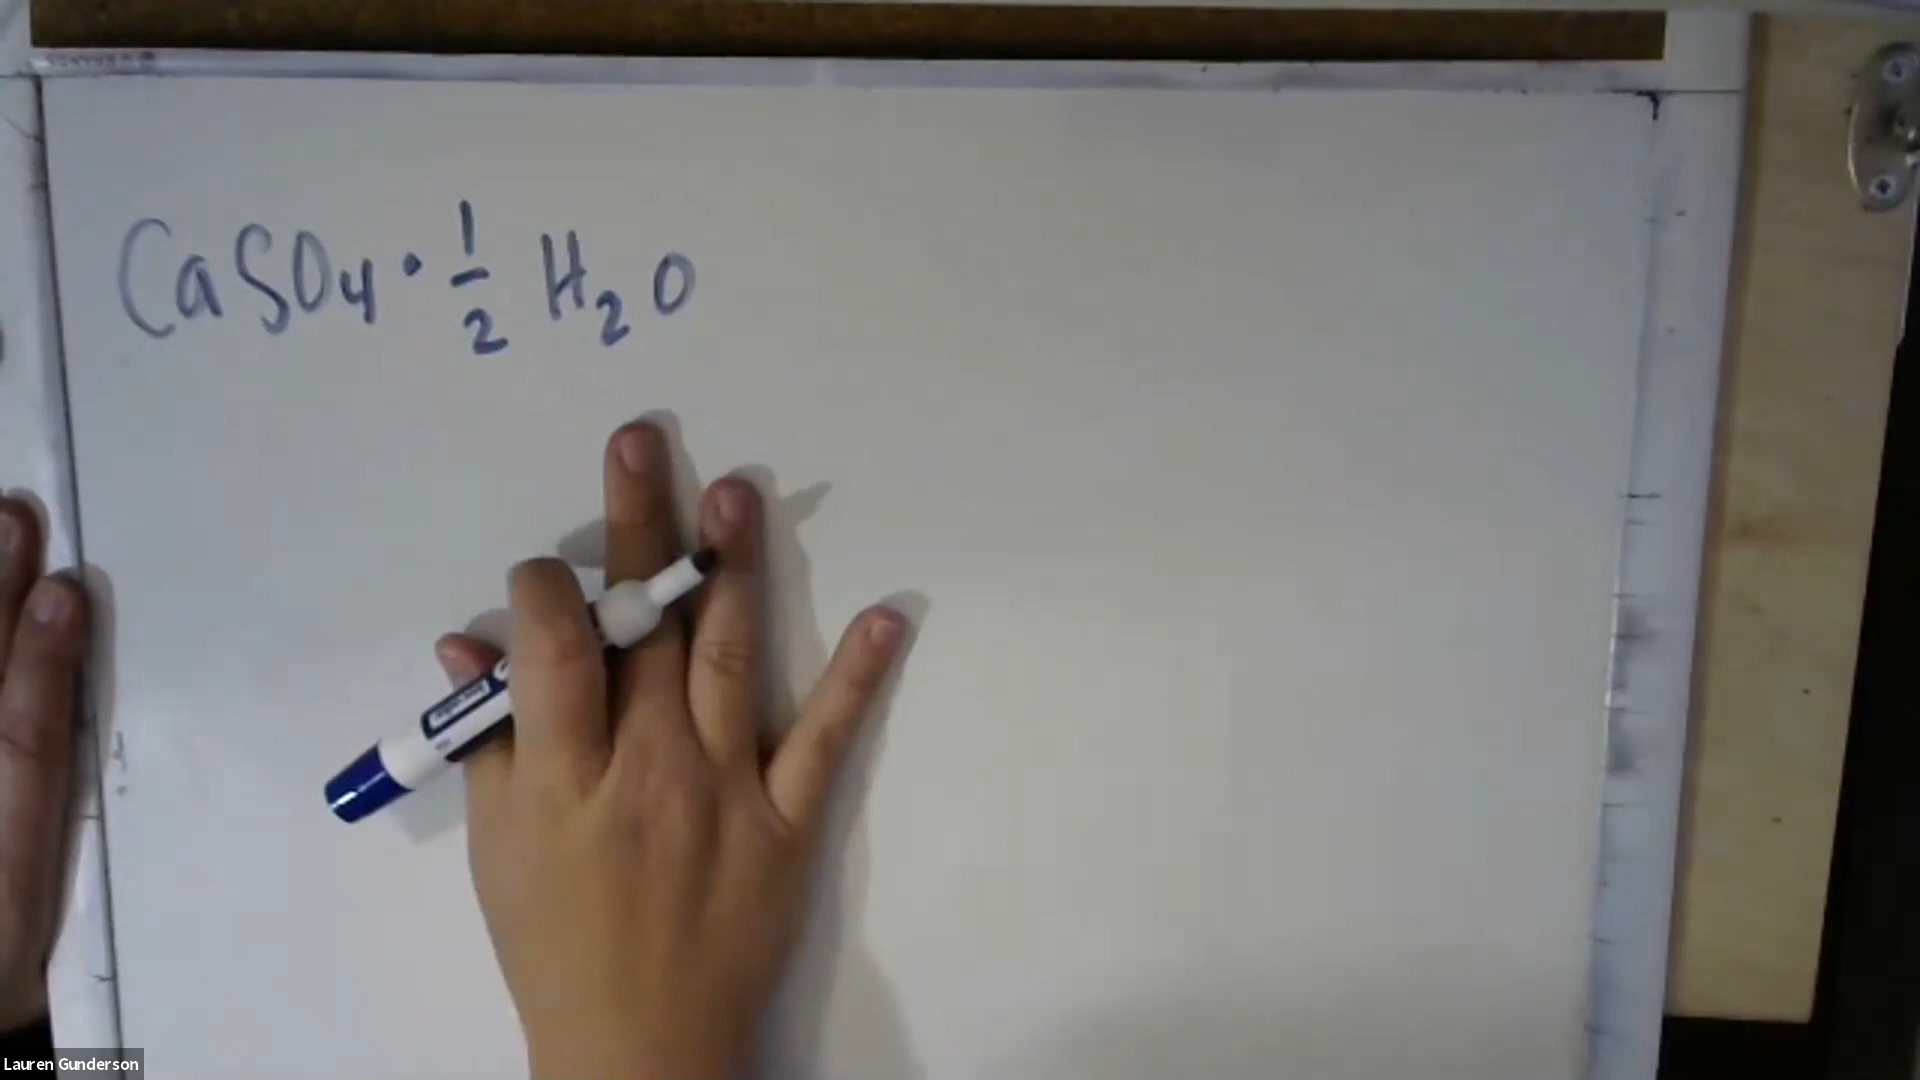 CaSO₄ · 1/2 H₂O
Lauren Gunderson